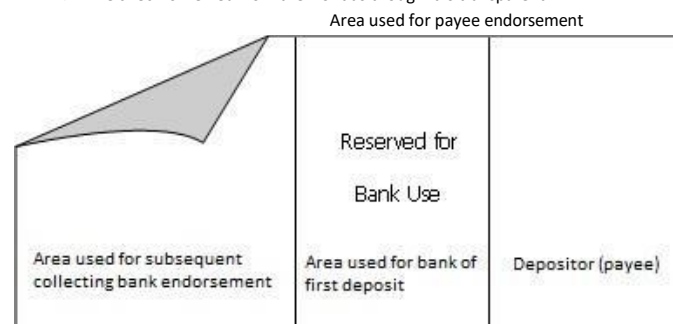 Area used for payee endorsement
Reserved for
Bank Use
Area used for subsequent
collecting bank endorsement
Area used for bank of
first deposit
Depositor (payee)